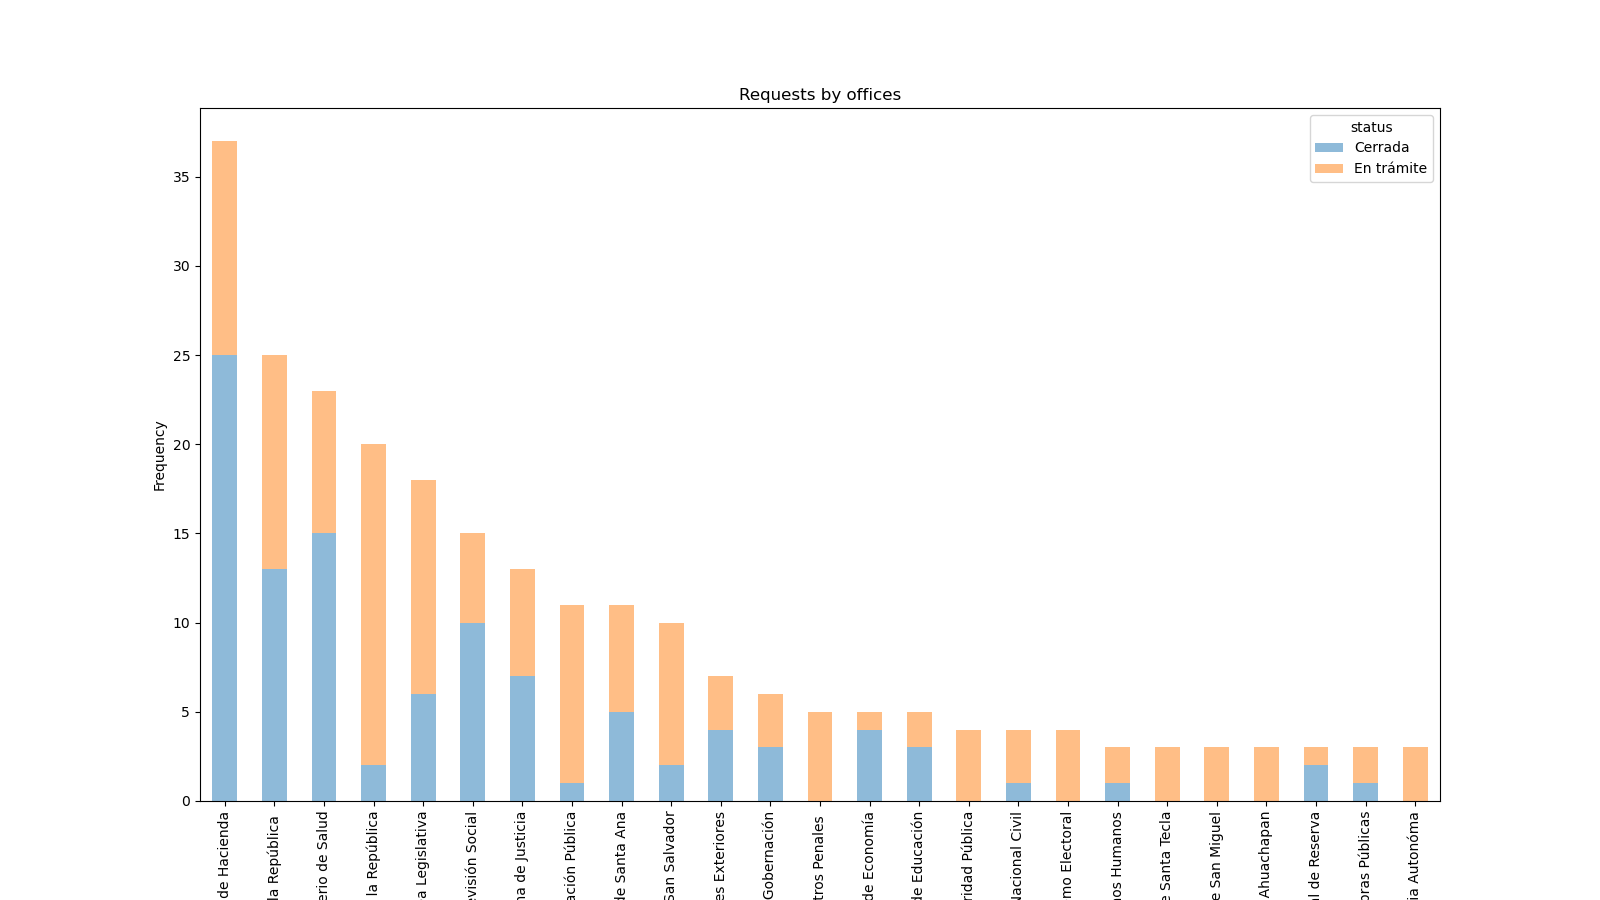 Requests by offices
status
Cerrada
En trámite
Frequency
35
30
25
20
15
10
5
0
de Hacienda
la República
erio de Salud
la República
a Legislativa
evisión Social
na de Justicia
ación Pública
de Santa Ana
San Salvador
es Exteriores
Gobernación
tros Penales
de Economía
de Educación
ridad Pública
Nacional Civil
mo Electoral
nos Humanos
e Santa Tecla
e San Miguel
Ahuachapan
al de Reserva
bras Públicas
ia Autonóma